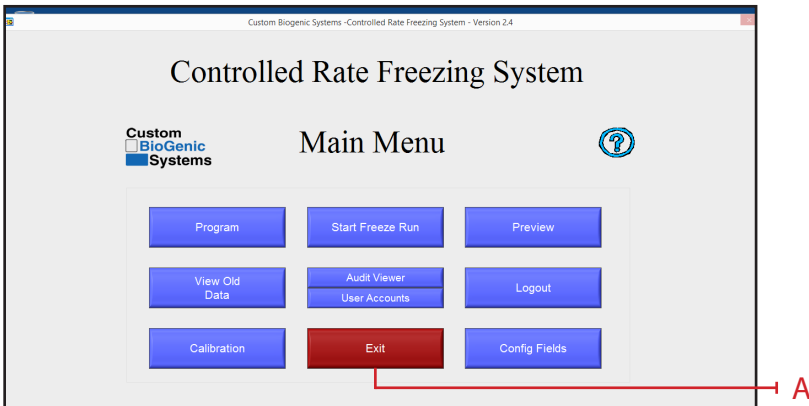 Custom Biogenic Systems -Controlled Rate Freezing System - Version 2.4
Controlled Rate Freezing System
Custom
BioGenic
Systems
Main Menu
?
Program
Start Freeze Run
Preview
View Old
Data
Audit Viewer
User Accounts
Logout
Calibration
Exit
Config Fields
A